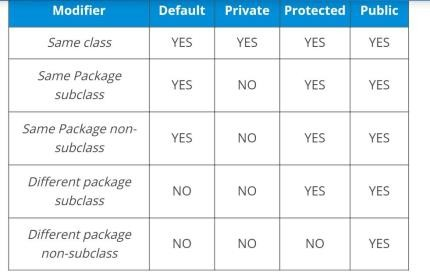 Modifier Default Private Protected Public
Same class YES YES YES YES
Same Package
subclass
YES NO YES YES
Same Package non-
subclass
YES NO YES YES
Different package
subclass
NO NO YES YES
Different package
non-subclass
NO NO NO YES